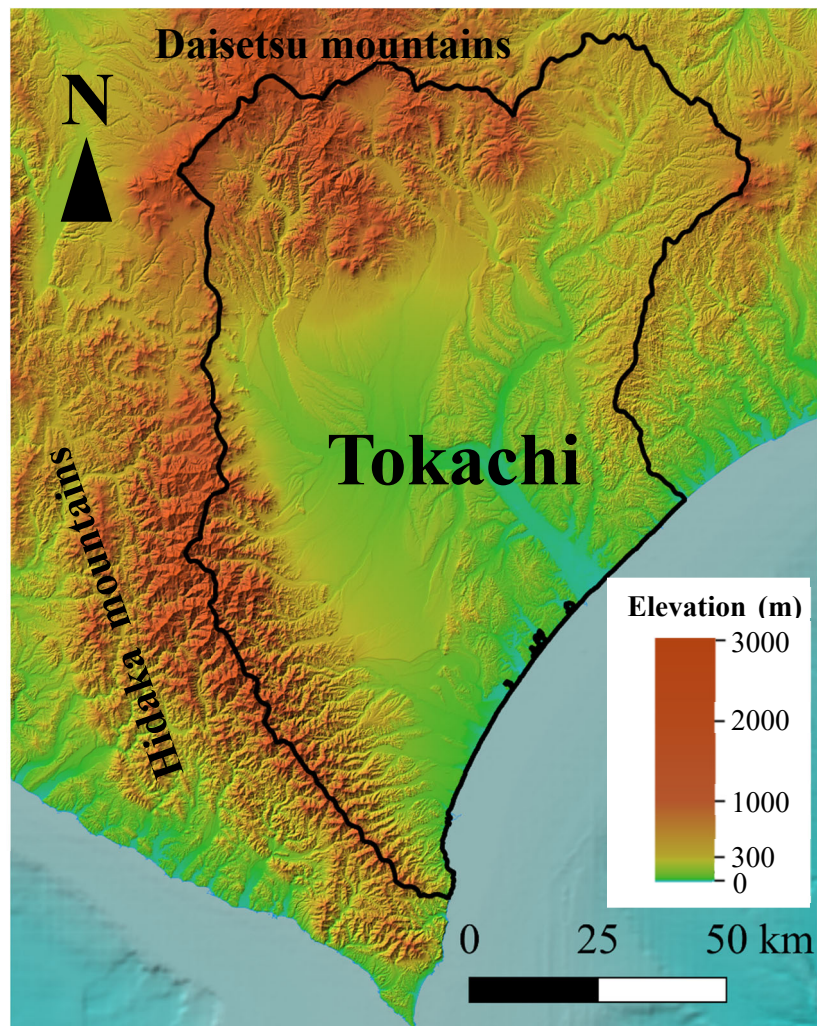 Daisetsu mountains
N
Tokachi
Hidaka mountains
Elevation (m)
3000
2000
1000
300
0
0 25 50 km